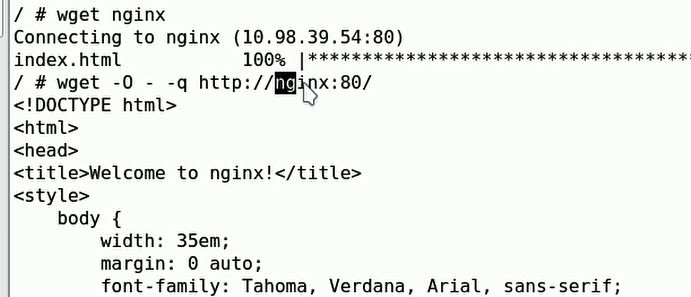 / # wget nginx
Connecting to nginx (10.98.39.54:80)
index.html 100% |************************************
/ # wget -O - -q http://nginx:80/
<!DOCTYPE html>
<html>
<head>
<title>Welcome to nginx!</title>
<style>
body {
width: 35em;
margin: 0 auto;
font-family: Tahoma, Verdana, Arial, sans-serif;